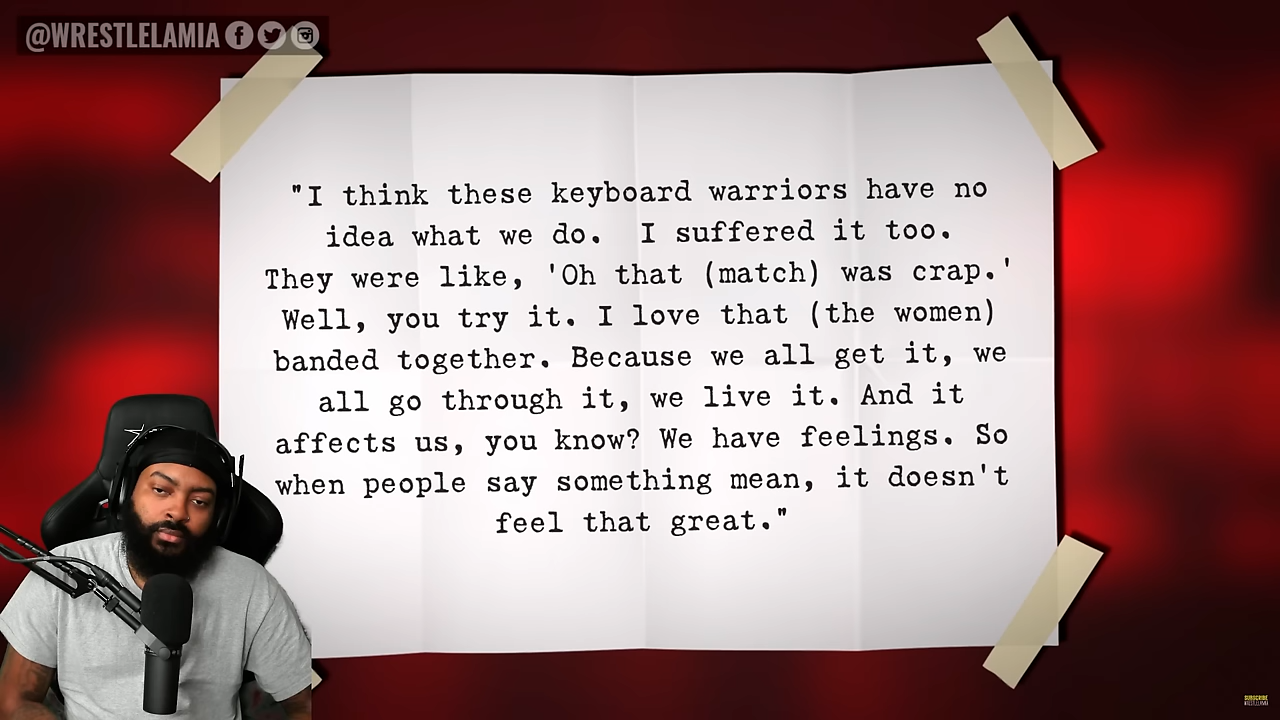 @WRESTLELAMIA
"I think these keyboard warriors have no
idea what we do.  I suffered it too.
They were like, 'Oh that (match) was crap.'
Well, you try it. I love that (the women)
banded together. Because we all get it, we
all go through it, we live it. And it
affects us, you know? We have feelings. So
when people say something mean, it doesn't
feel that great."
SUBSCRIBE
WRESTLELAMIA